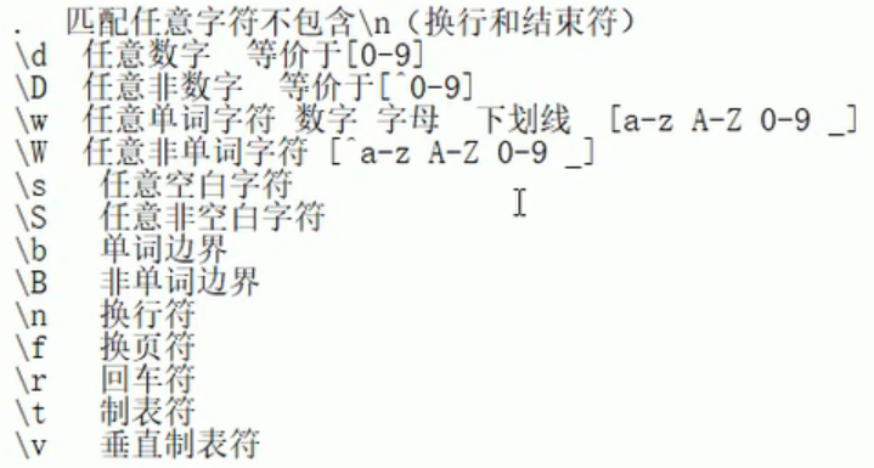 . 匹配任意字符不包含\n（换行和结束符）
\d 任意数字 等价于[0-9]
\D 任意非数字 等价于[^0-9]
\w 任意单词字符 数字 字母 下划线 [a-z A-Z 0-9 _]
\W 任意非单词字符 [^a-z A-Z 0-9 _]
\s 任意空白字符
\S 任意非空白字符
\b 单词边界
\B 非单词边界
\n 换行符
\f 换页符
\r 回车符
\t 制表符
\v 垂直制表符